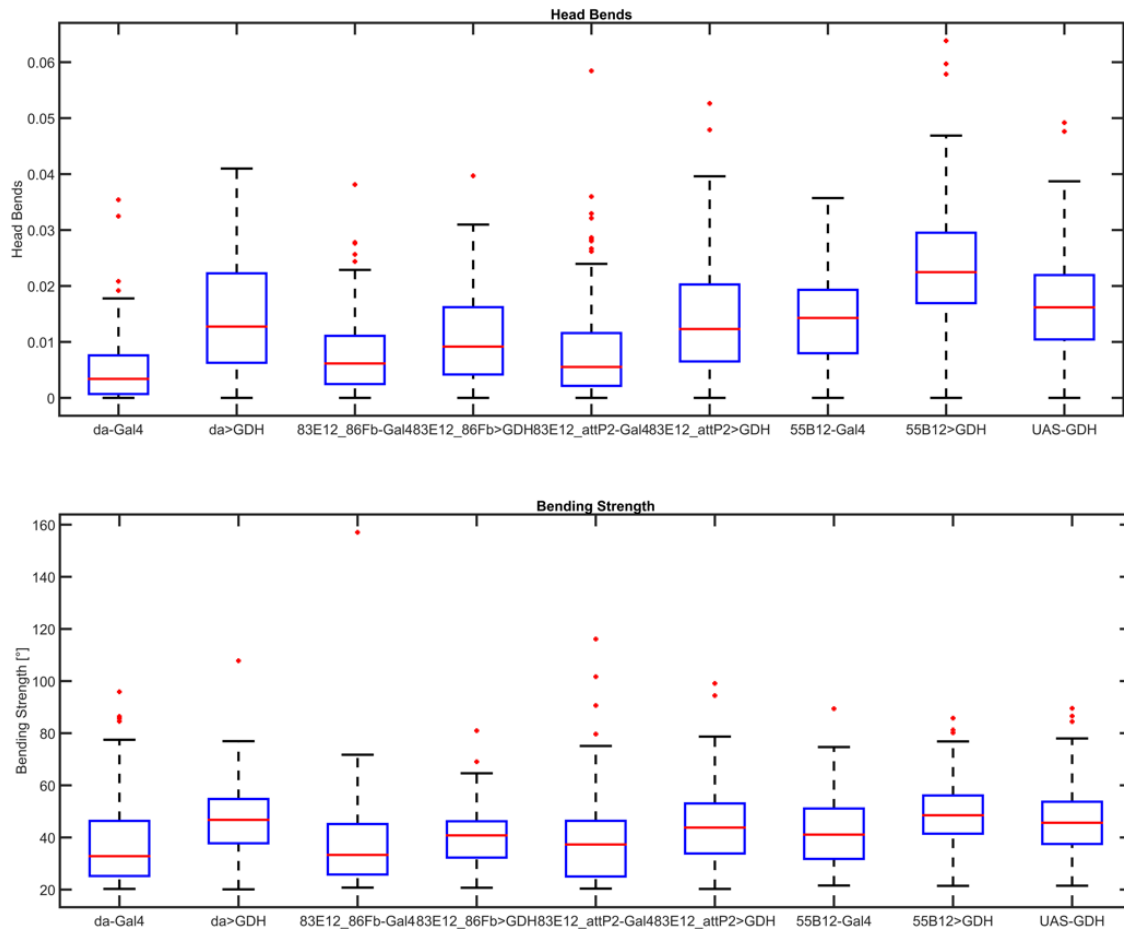 Head Bends
0.06
0.05
0.04
0.03
0.02
0.01
0
Head Bends
da-Gal4 da>GDH 83E12_86Fb-Gal483E12_86Fb>GDH83E12_attP2-Gal483E12_attP2>GDH 55B12-Gal4 55B12>GDH UAS-GDH
Bending Strength
160
140
120
100
80
60
40
20
Bending Strength [°]
da-Gal4 da>GDH 83E12_86Fb-Gal483E12_86Fb>GDH83E12_attP2-Gal483E12_attP2>GDH 55B12-Gal4 55B12>GDH UAS-GDH